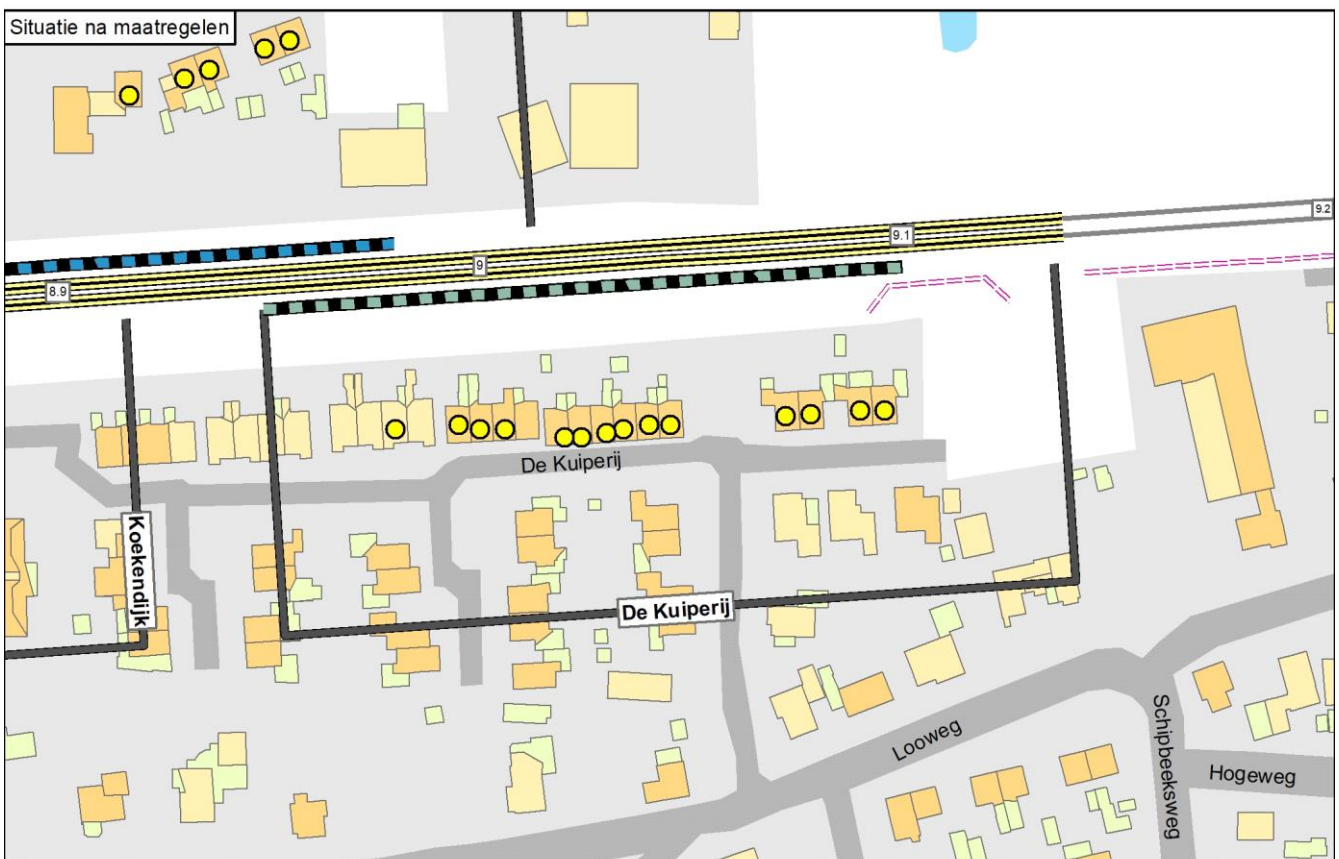 Situatie na maatregelen
9.2
9.1
9
8.9
De Kuiperij
Koekendijk
De Kuiperij
Looweg
Schipbeeksweg
Hogeweg